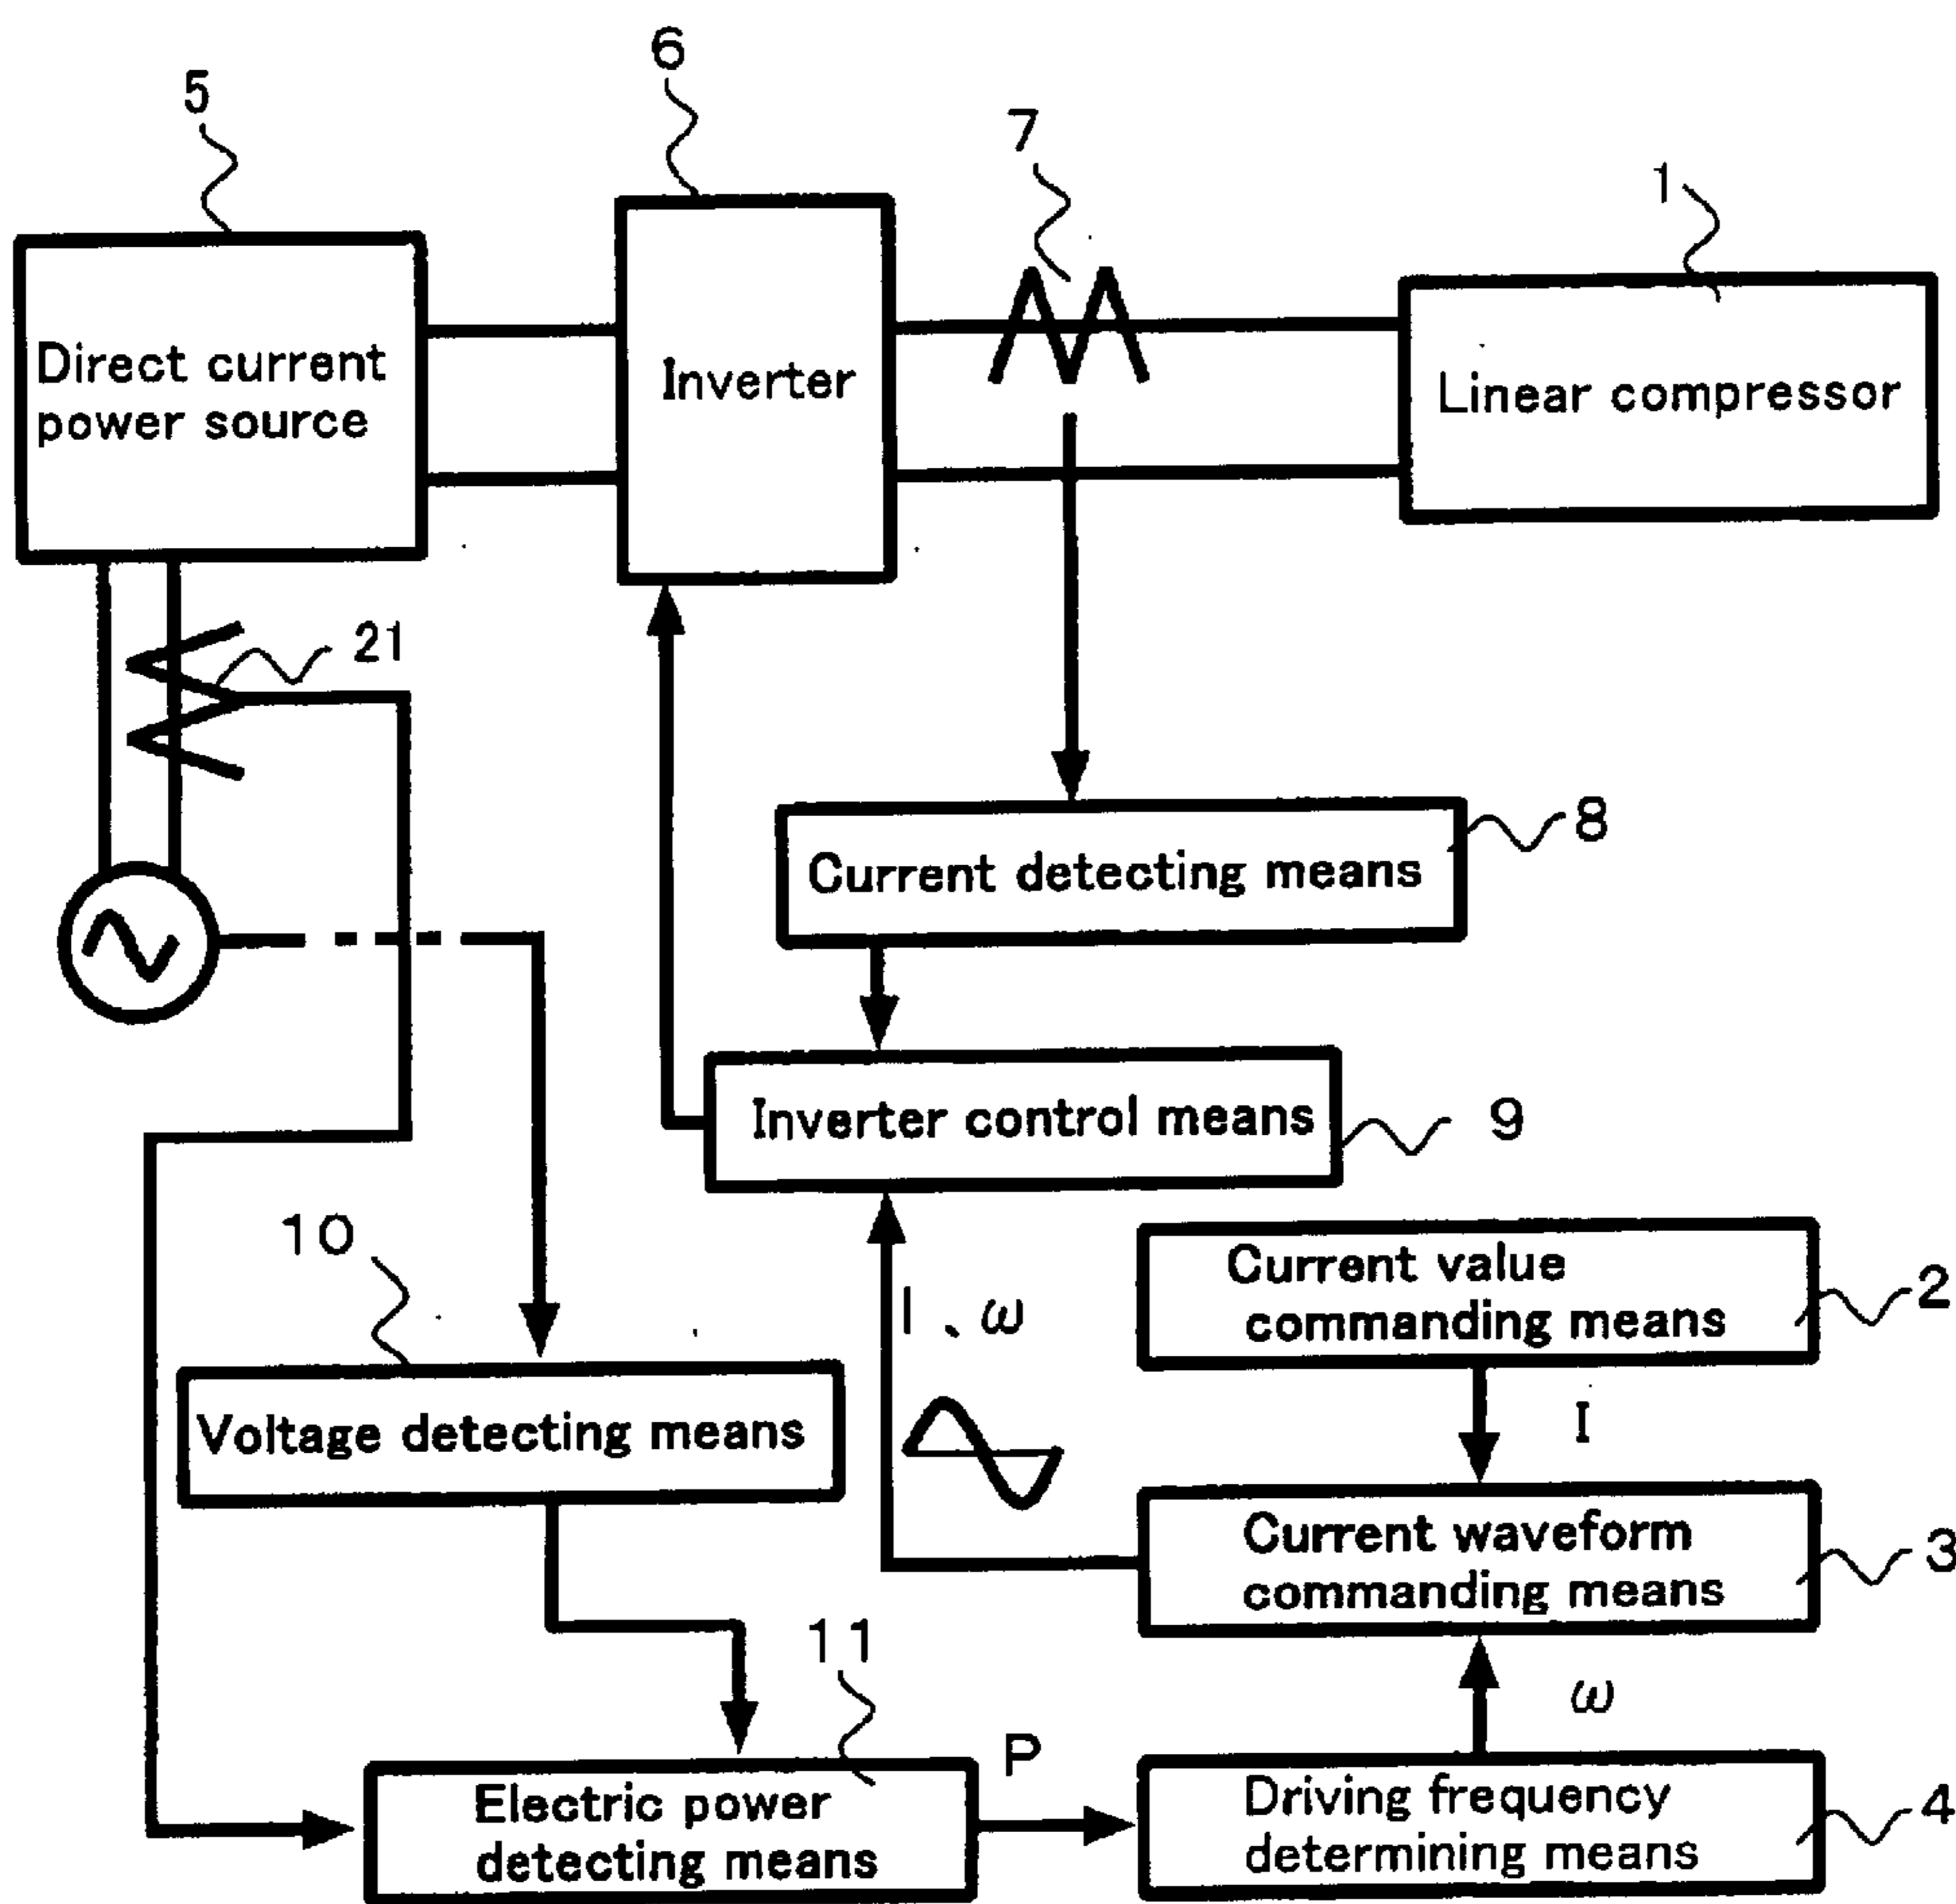 6
5
7
1
Direct current
power source
Inverter
Linear compressor
21
8
Current detecting means
Inverter control means
9
10
Current value
commanding means
2
I、ω
I
Voltage detecting means
Current waveform
commanding means
3
11
ω
P
Electric power
detecting means
Driving frequency
determining means
4